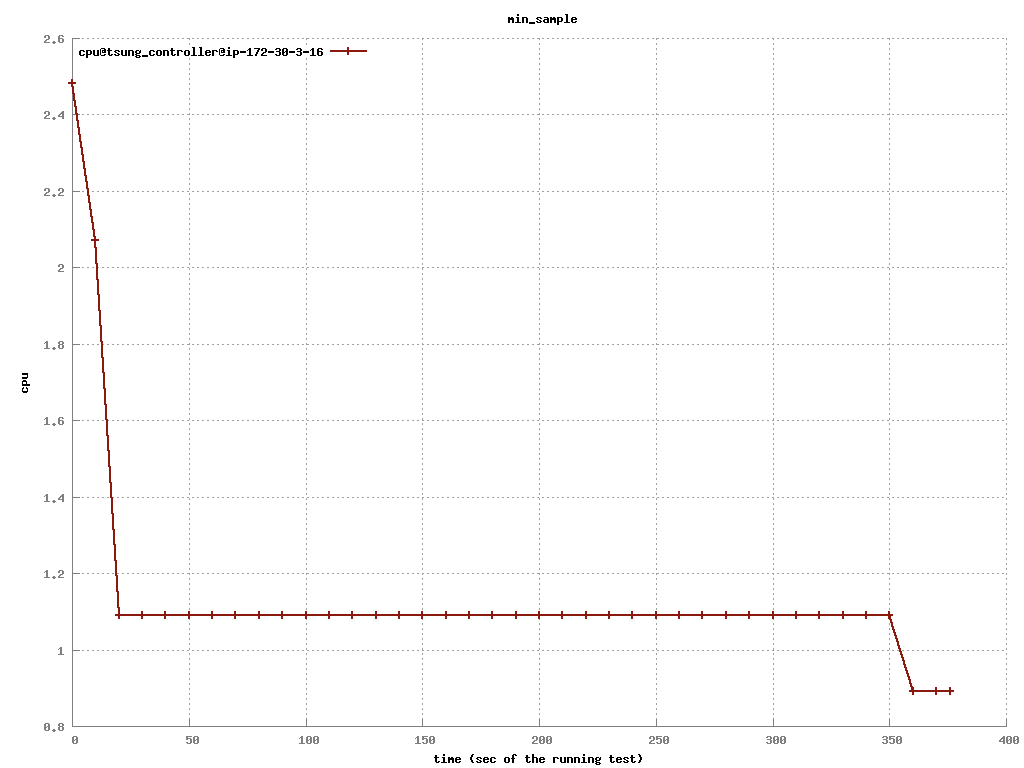 min_sample
cpu@tsung_controller@ip-172-30-3-16
2.6
2.4
2.2
2
1.8
1.6
1.4
1.2
1
0.8
cpu
0 50 100 150 200 250 300 350 400
time (sec of the running test)